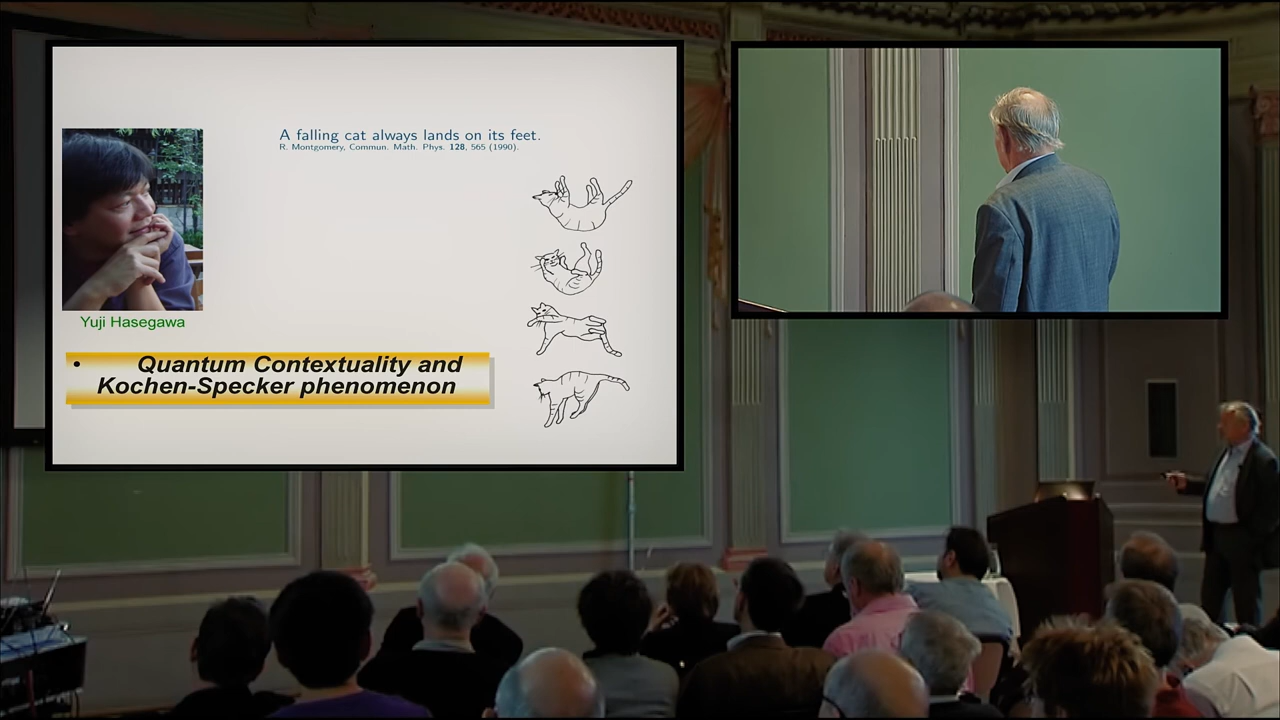 A falling cat always lands on its feet.
R. Montgomery, Commun. Math. Phys. 128, 565 (1990).
Yuji Hasegawa
• Quantum Contextuality and
Kochen-Specker phenomenon